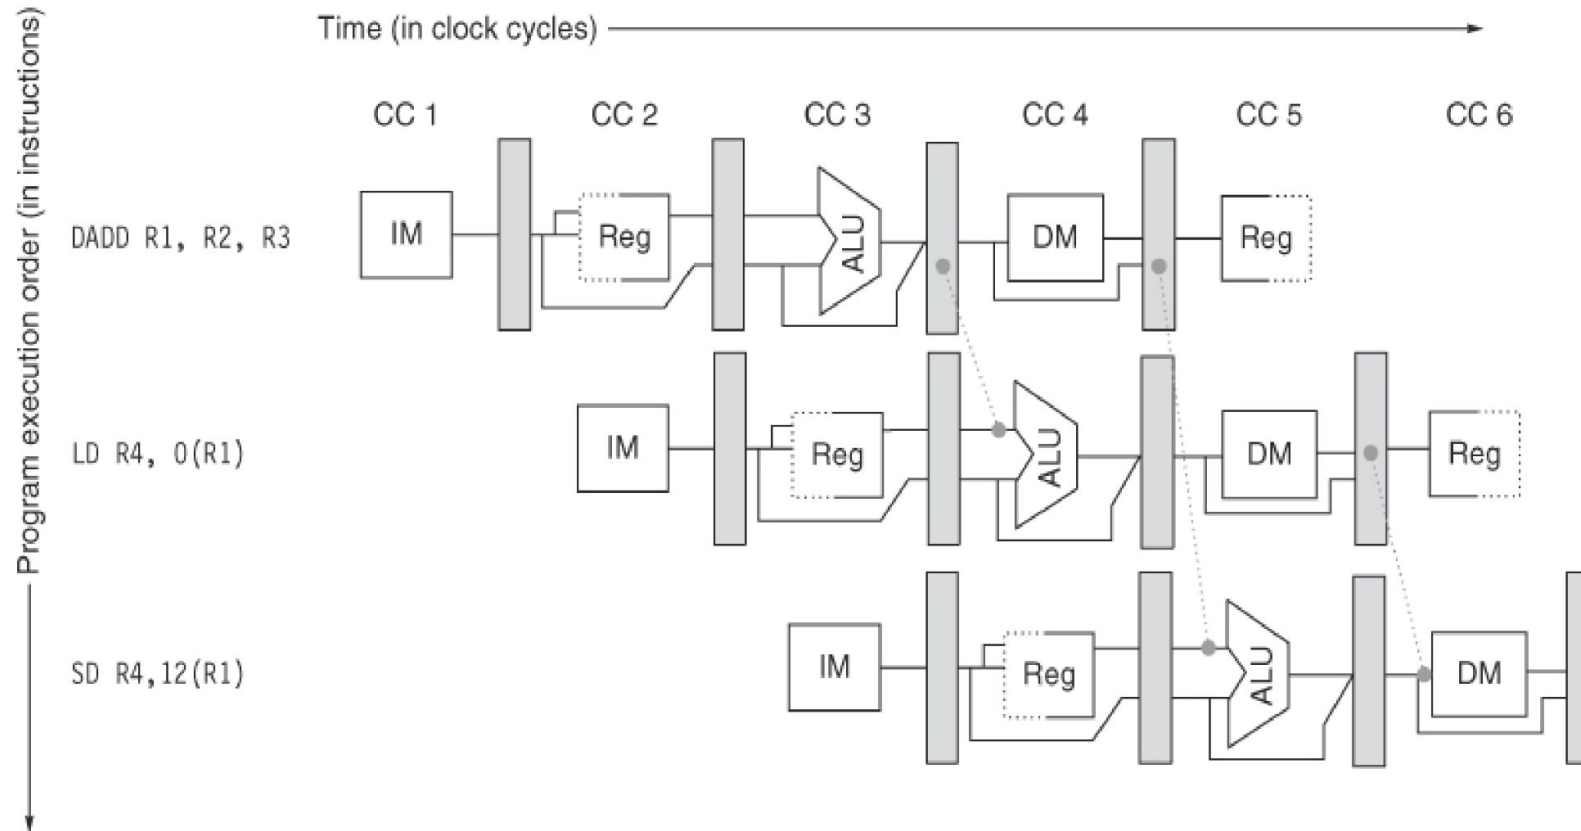 Time (in clock cycles)
Program execution order (in instructions)
CC 1 CC 2 CC 3 CC 4 CC 5 CC 6
DADD R1, R2, R3 IM Reg ALU DM Reg
LD R4, 0(R1) IM Reg ALU DM Reg
SD R4,12(R1) IM Reg ALU DM